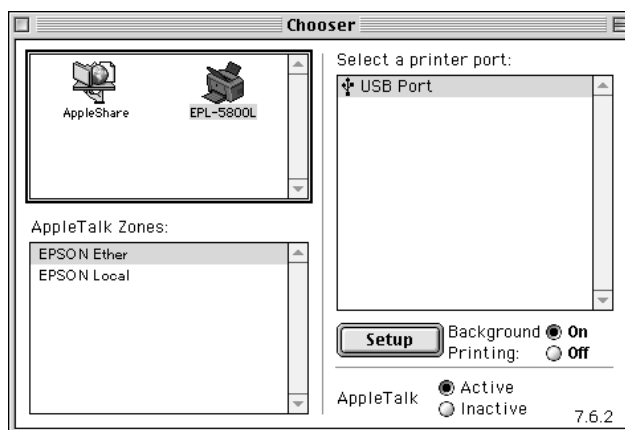 Chooser
AppleShare
EPL-5800L
AppleTalk Zones:
EPSON Ether
EPSON Local
Select a printer port:
USB Port
Setup
Background On
Printing: Off
AppleTalk Active
Inactive
7.6.2